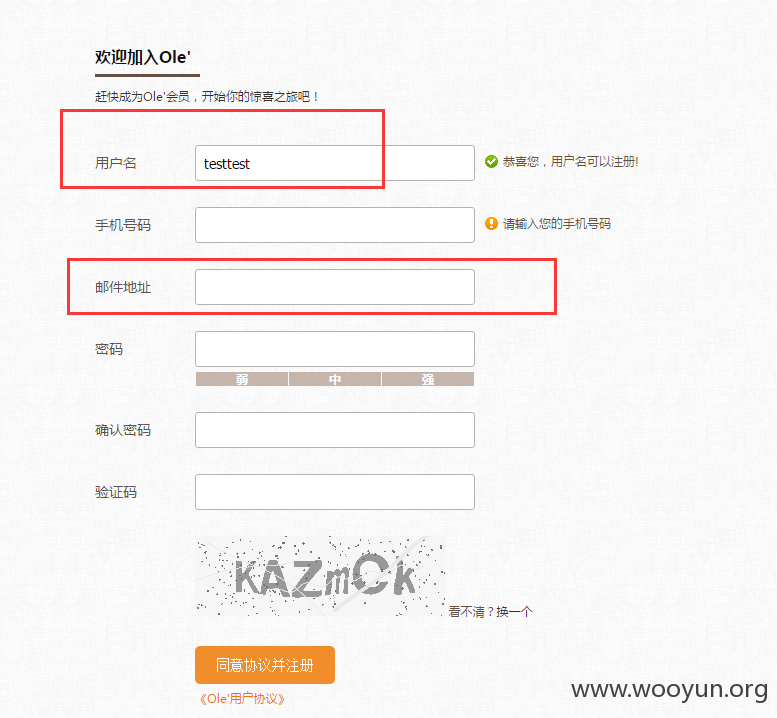 欢迎加入Ole'
赶快成为Ole'会员，开始你的惊喜之旅吧！
用户名 testtest 恭喜您，用户名可以注册!
手机号码 请输入您的手机号码
邮件地址
密码
弱 中 强
确认密码
验证码
KAZmCk
看不清？换一个
同意协议并注册
《Ole'用户协议》
www.wooyun.org